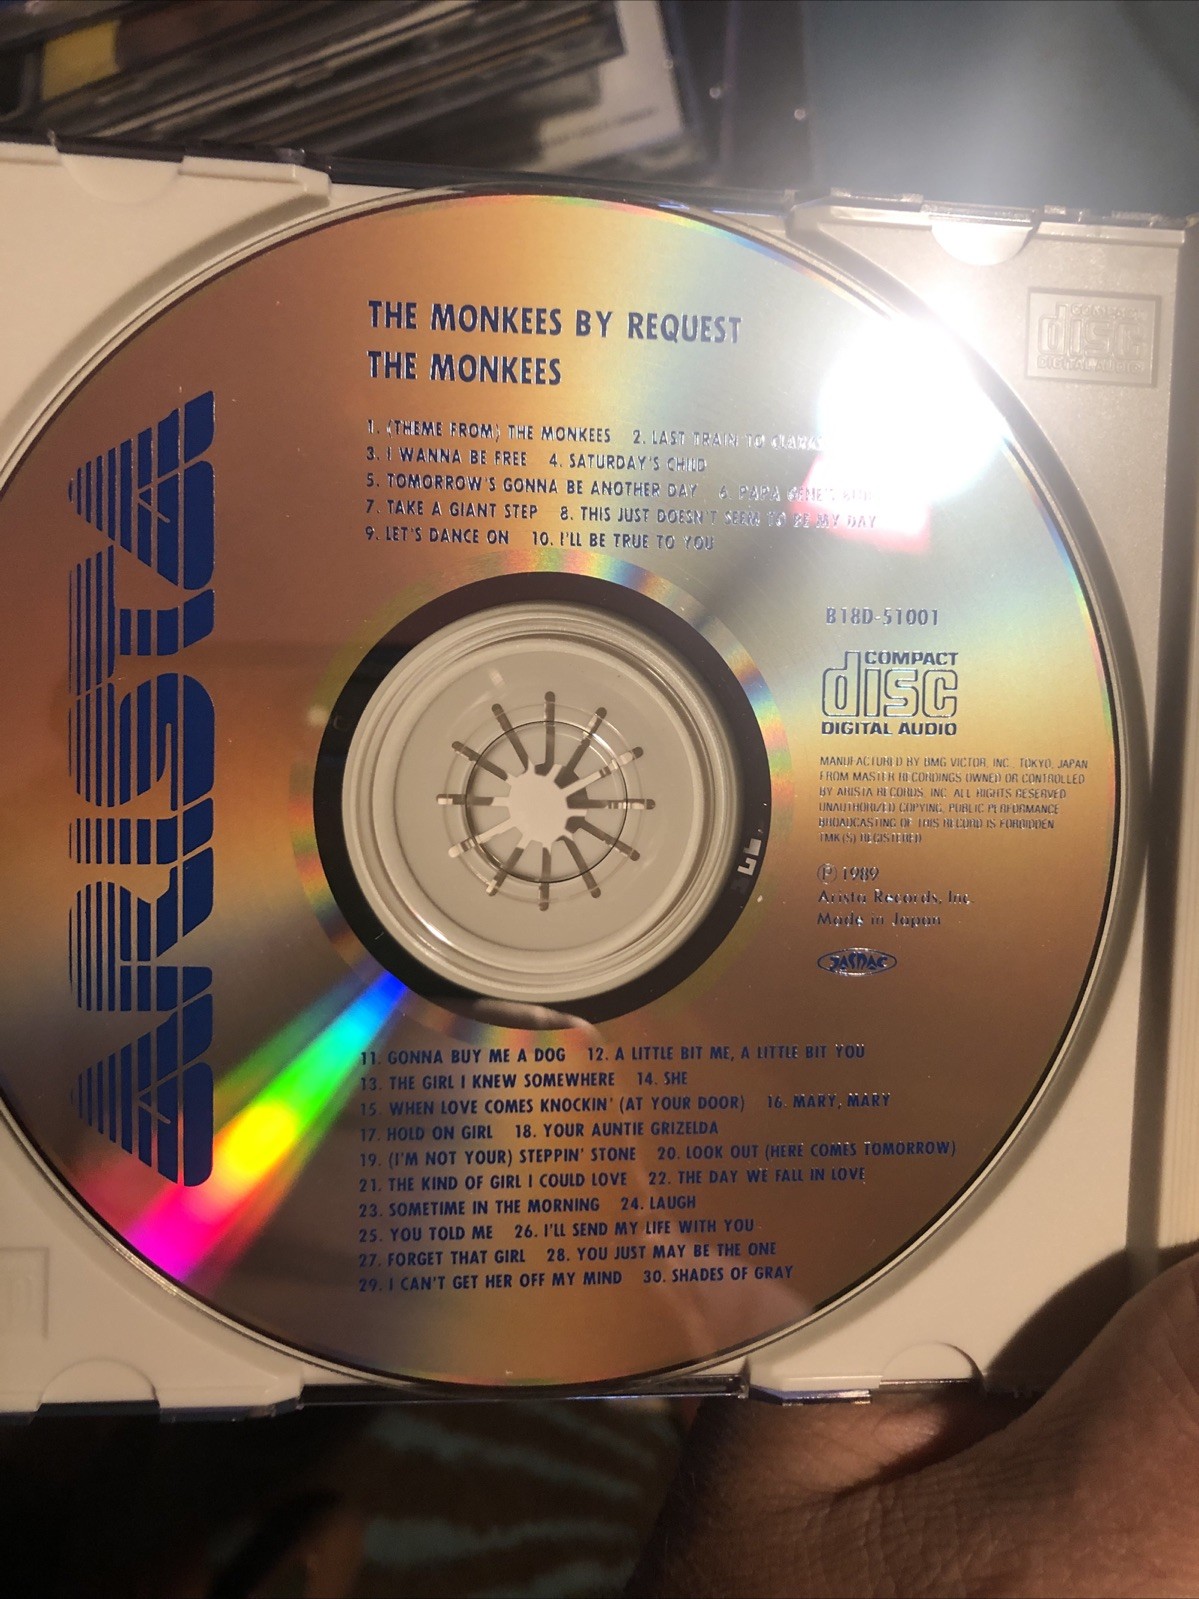 THE MONKEES BY REQUEST
THE MONKEES
1. (THEME FROM) THE MONKEES 2. LAST TRAIN TO
3. I WANNA BE FREE 4. SATURDAY'S CHILD
5. TOMORROW'S GONNA BE ANOTHER DAY 6. PAPA GENE'S
7. TAKE A GIANT STEP 8. THIS JUST DOESN'T SEEM TO BE MY DAY
9. LET'S DANCE ON 10. I'LL BE TRUE TO YOU
ARISTA
B18D-51001
COMPACT
disc
DIGITAL AUDIO
COMPACT
disc
DIGITAL AUDIO
MANUFACTURED BY BMG VICTOR, INC., TOKYO, JAPAN
FROM MASTER RECORDINGS OWNED OR CONTROLLED
BY ARISTA RECORDS, INC. ALL RIGHTS RESERVED
UNAUTHORIZED COPYING, PUBLIC PERFORMANCE
BROADCASTING OF THIS RECORD IS FORBIDDEN
TMK(S) REGISTERED
Ⓟ 1989
Arista Records, Inc.
Made in Japan
JASRAC
11. GONNA BUY ME A DOG 12. A LITTLE BIT ME, A LITTLE BIT YOU
13. THE GIRL I KNEW SOMEWHERE 14. SHE
15. WHEN LOVE COMES KNOCKIN' (AT YOUR DOOR) 16. MARY, MARY
17. HOLD ON GIRL 18. YOUR AUNTIE GRIZELDA
19. (I'M NOT YOUR) STEPPIN' STONE 20. LOOK OUT (HERE COMES TOMORROW)
21. THE KIND OF GIRL I COULD LOVE 22. THE DAY WE FALL IN LOVE
23. SOMETIME IN THE MORNING 24. LAUGH
25. YOU TOLD ME 26. I'LL SEND MY LIFE WITH YOU
27. FORGET THAT GIRL 28. YOU JUST MAY BE THE ONE
29. I CAN'T GET HER OFF MY MIND 30. SHADES OF GRAY